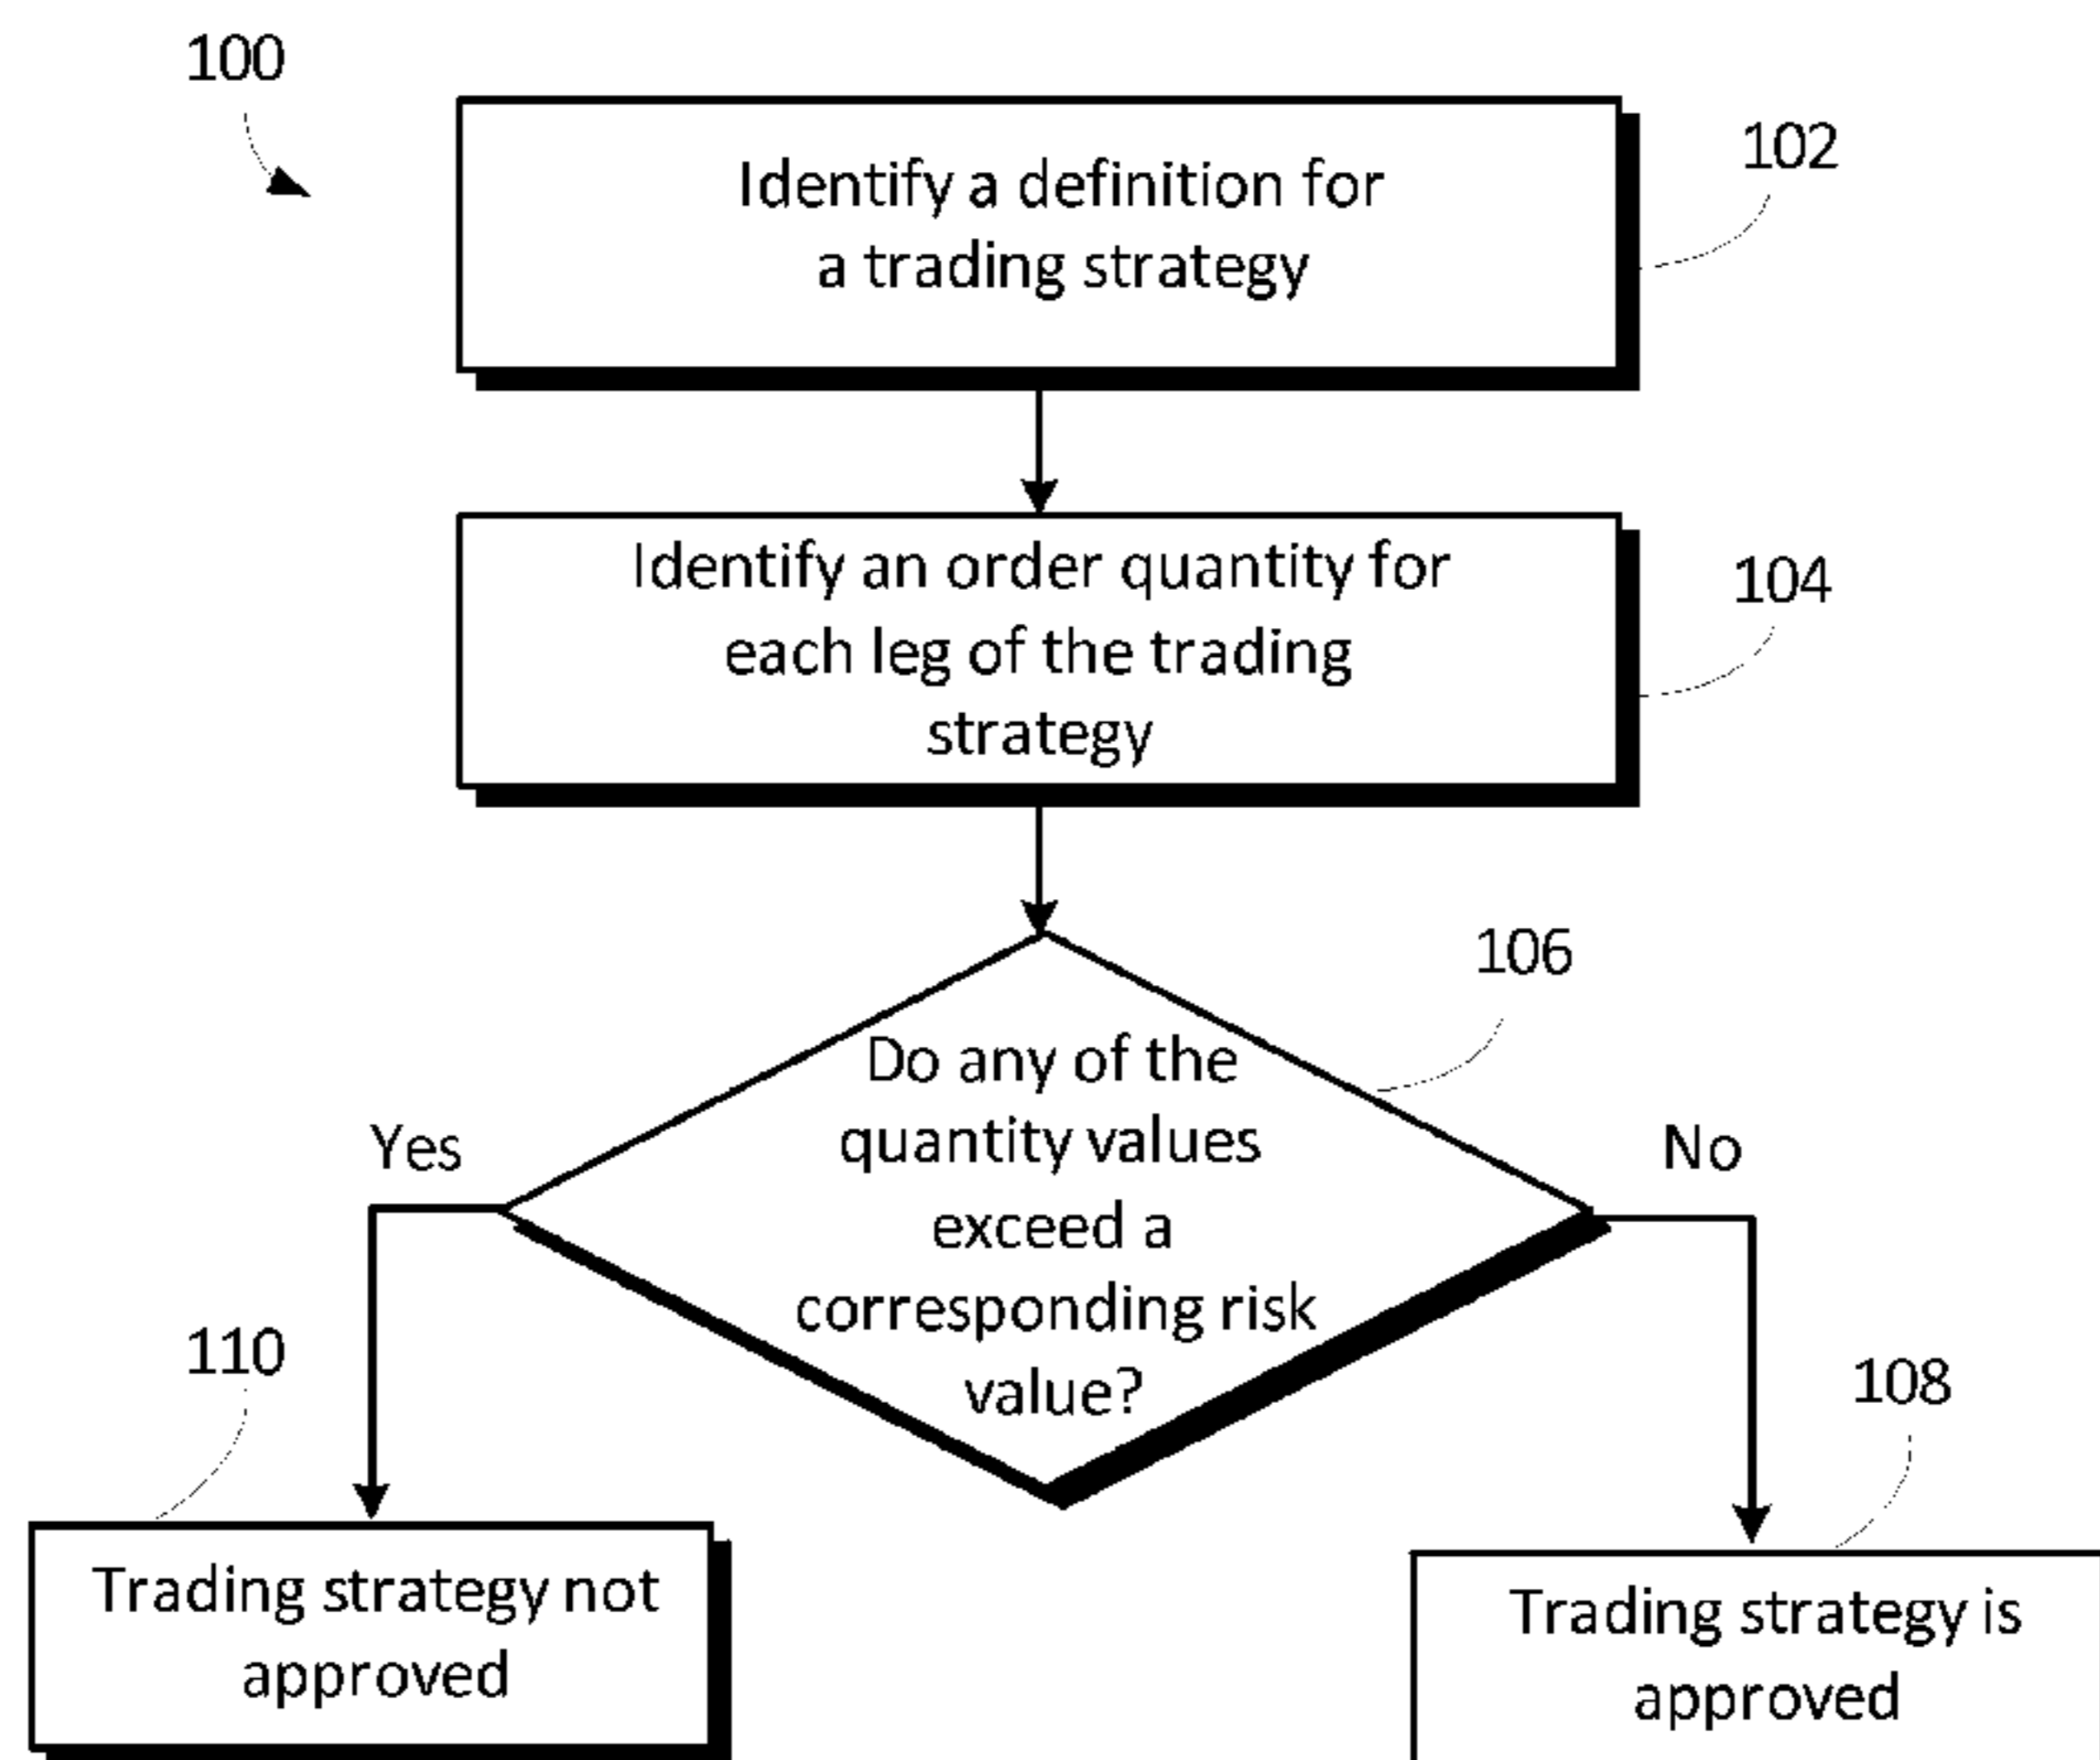 100
Identify a definition for
a trading strategy
102
Identify an order quantity for
each leg of the trading
strategy
104
106
Do any of the
quantity values
exceed a
corresponding risk
value?
Yes
No
110
108
Trading strategy not
approved
Trading strategy is
approved